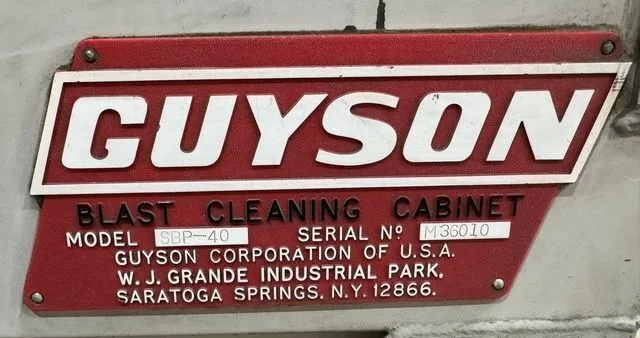 GUYSON
BLAST CLEANING CABINET
MODEL SBP-40 SERIAL Nº M36010
GUYSON CORPORATION OF U.S.A.
W. J. GRANDE INDUSTRIAL PARK,
SARATOGA SPRINGS. N.Y. 12866.